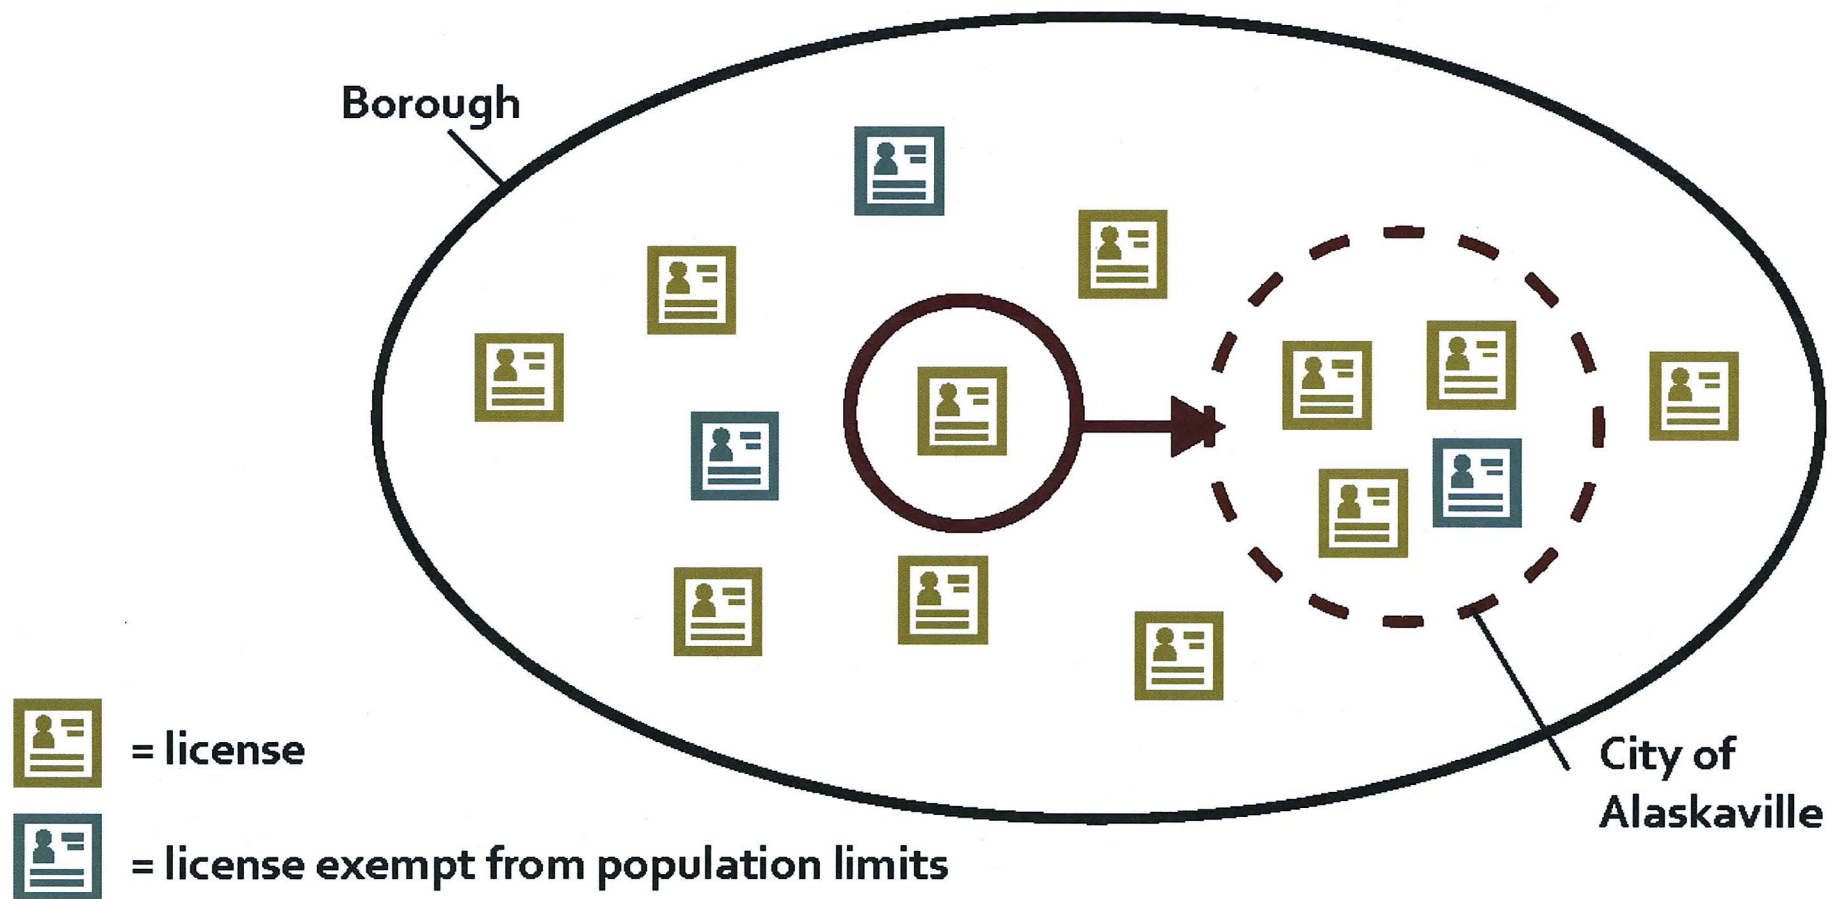 Borough
= license
= license exempt from population limits
City of
Alaskaville